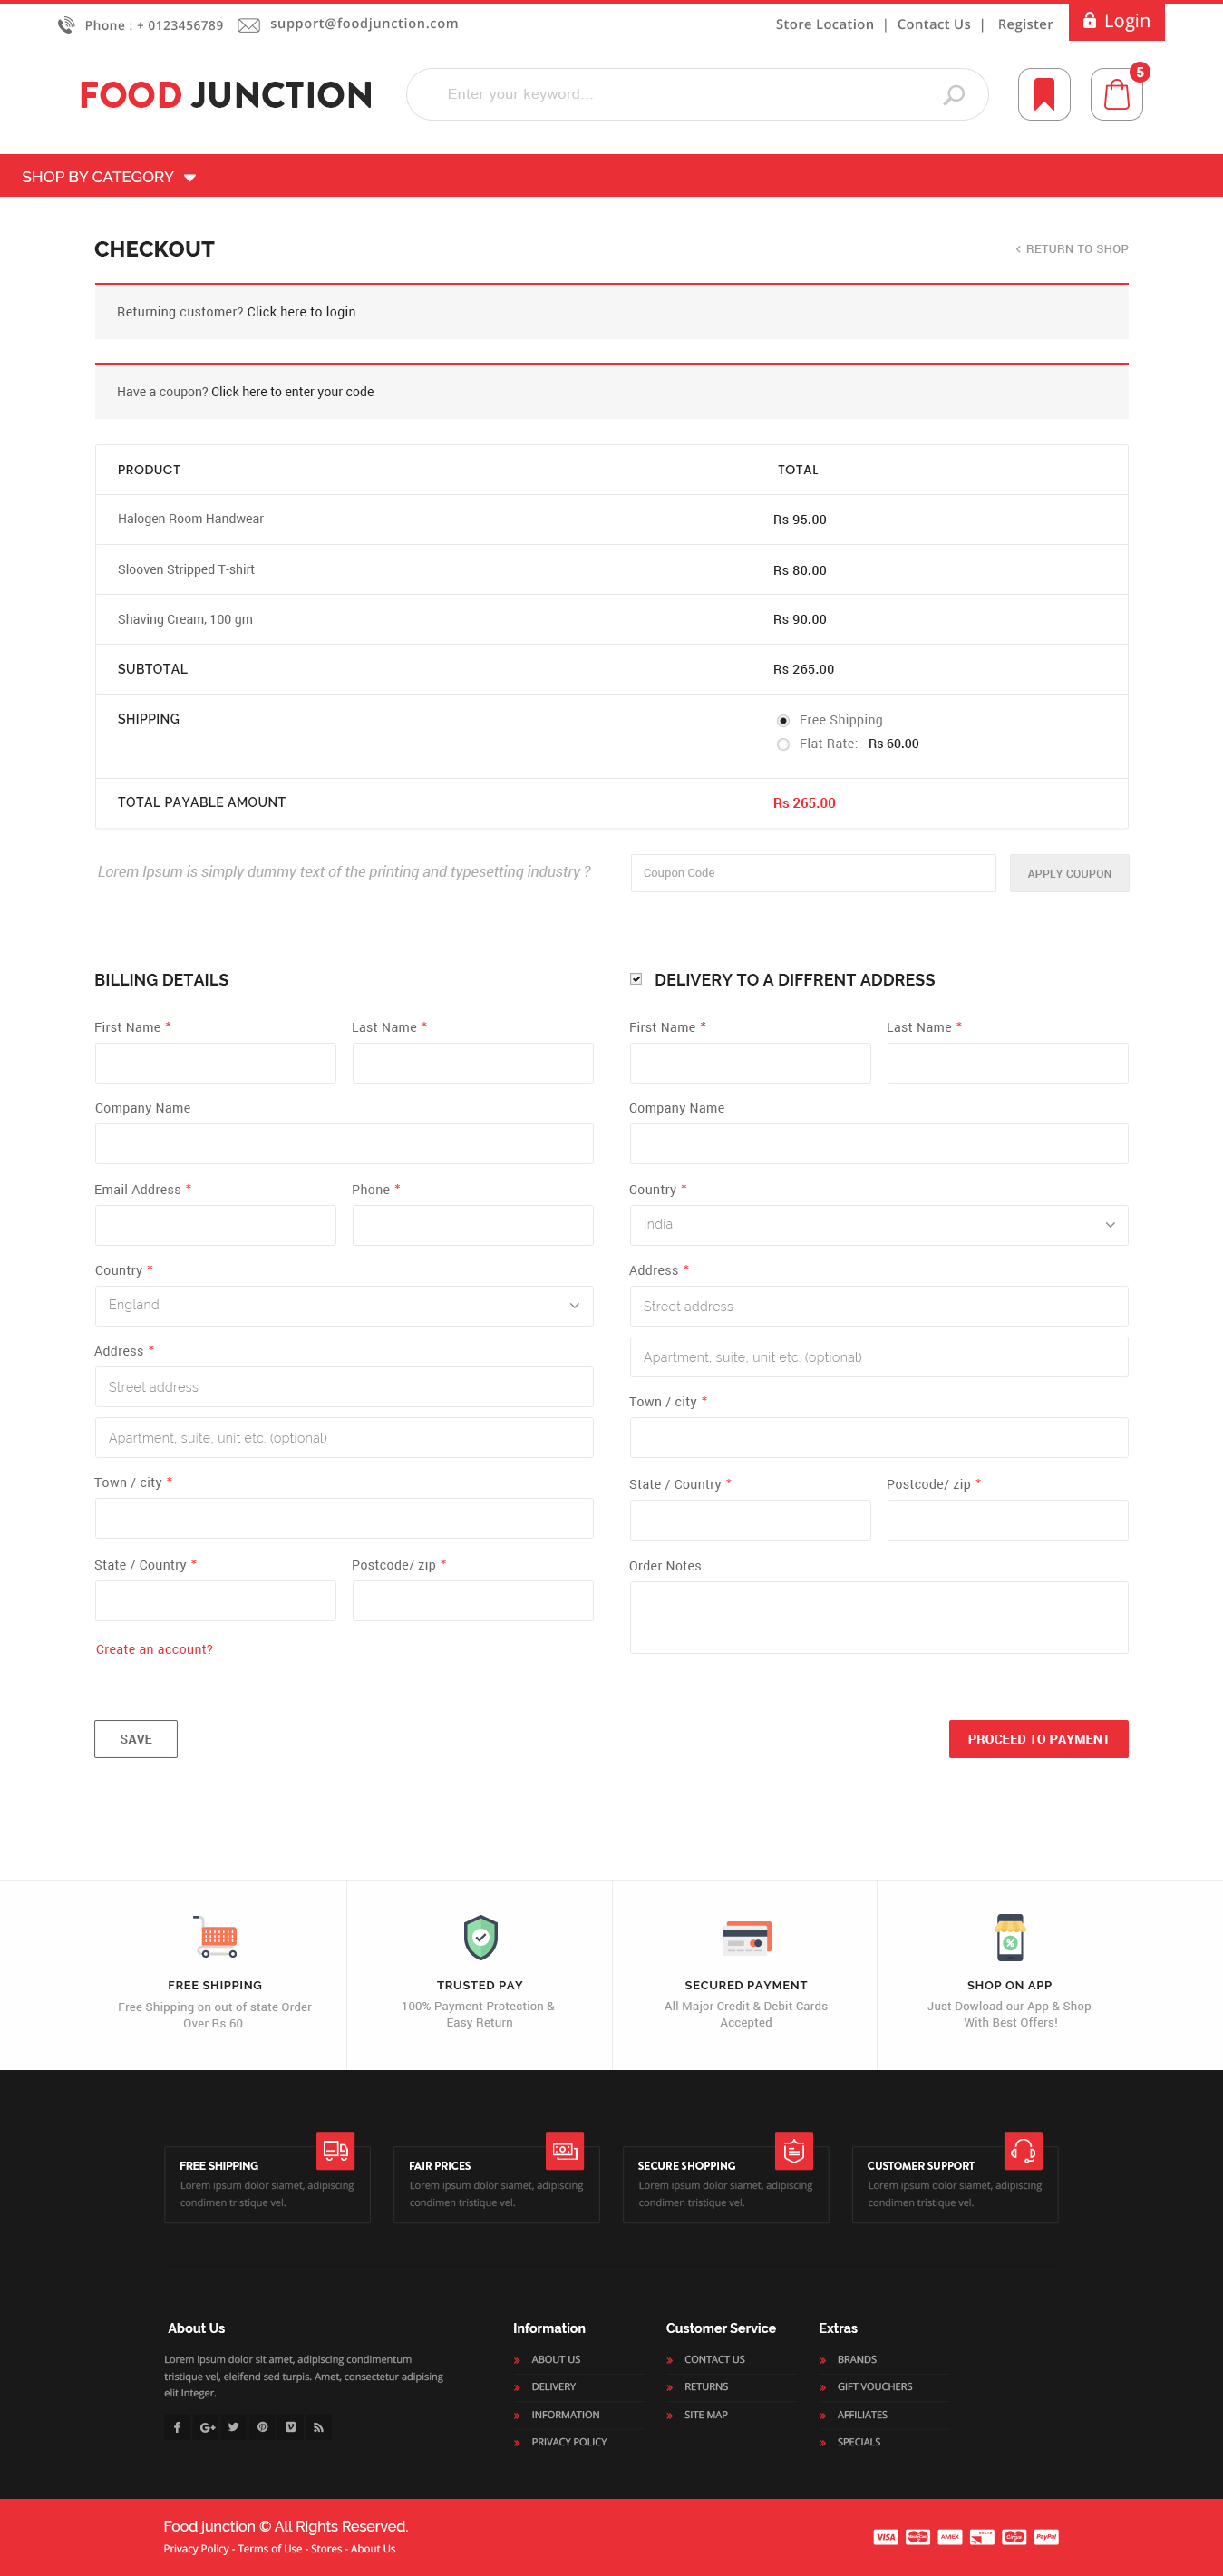 Phone : + 0123456789 support@foodjunction.com Store Location | Contact Us | Register Login
FOOD JUNCTION Enter your keyword... 5
SHOP BY CATEGORY
CHECKOUT < RETURN TO SHOP
Returning customer? Click here to login
Have a coupon? Click here to enter your code
PRODUCT TOTAL
Halogen Room Handwear Rs 95.00
Slooven Stripped T-shirt Rs 80.00
Shaving Cream, 100 gm Rs 90.00
SUBTOTAL Rs 265.00
SHIPPING Free Shipping
Flat Rate: Rs 60.00
TOTAL PAYABLE AMOUNT Rs 265.00
Lorem Ipsum is simply dummy text of the printing and typesetting industry ? Coupon Code APPLY COUPON
BILLING DETAILS
First Name * Last Name *
Company Name
Email Address * Phone *
Country *
England
Address *
Street address
Apartment, suite, unit etc. (optional)
Town / city *
State / Country * Postcode/ zip *
Create an account?
DELIVERY TO A DIFFRENT ADDRESS
First Name * Last Name *
Company Name
Country *
India
Address *
Street address
Apartment, suite, unit etc. (optional)
Town / city *
State / Country * Postcode/ zip *
Order Notes
SAVE PROCEED TO PAYMENT
FREE SHIPPING
Free Shipping on out of state Order
Over Rs 60.
TRUSTED PAY
100% Payment Protection &
Easy Return
SECURED PAYMENT
All Major Credit & Debit Cards
Accepted
SHOP ON APP
Just Dowload our App & Shop
With Best Offers!
FREE SHIPPING
Lorem ipsum dolor siamet, adipiscing
condimen tristique vel.
FAIR PRICES
Lorem ipsum dolor siamet, adipiscing
condimen tristique vel.
SECURE SHOPPING
Lorem ipsum dolor siamet, adipiscing
condimen tristique vel.
CUSTOMER SUPPORT
Lorem ipsum dolor siamet, adipiscing
condimen tristique vel.
About Us
Lorem ipsum dolor sit amet, adipiscing condimentum
tristique vel, eleifend sed turpis. Amet, consectetur adipising
elit Integer.
Information
ABOUT US
DELIVERY
INFORMATION
PRIVACY POLICY
Customer Service
CONTACT US
RETURNS
SITE MAP
Extras
BRANDS
GIFT VOUCHERS
AFFILIATES
SPECIALS
Food junction © All Rights Reserved.
Privacy Policy - Terms of Use - Stores - About Us
VISA AMEX DELTA Cirrus PayPal